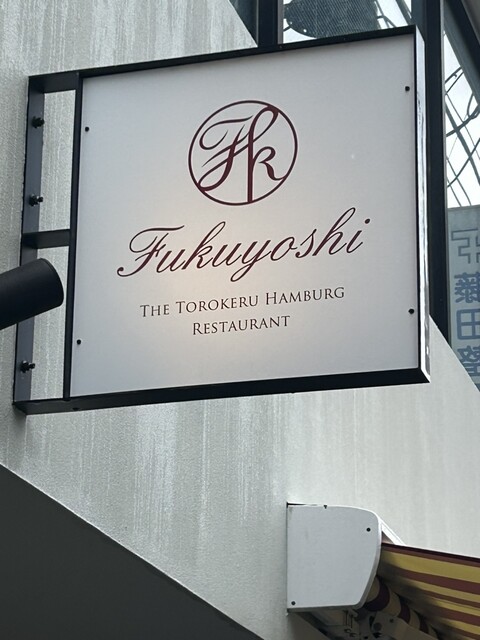 Fk
Fukuyoshi
THE TOROKERU HAMBURG
RESTAURANT